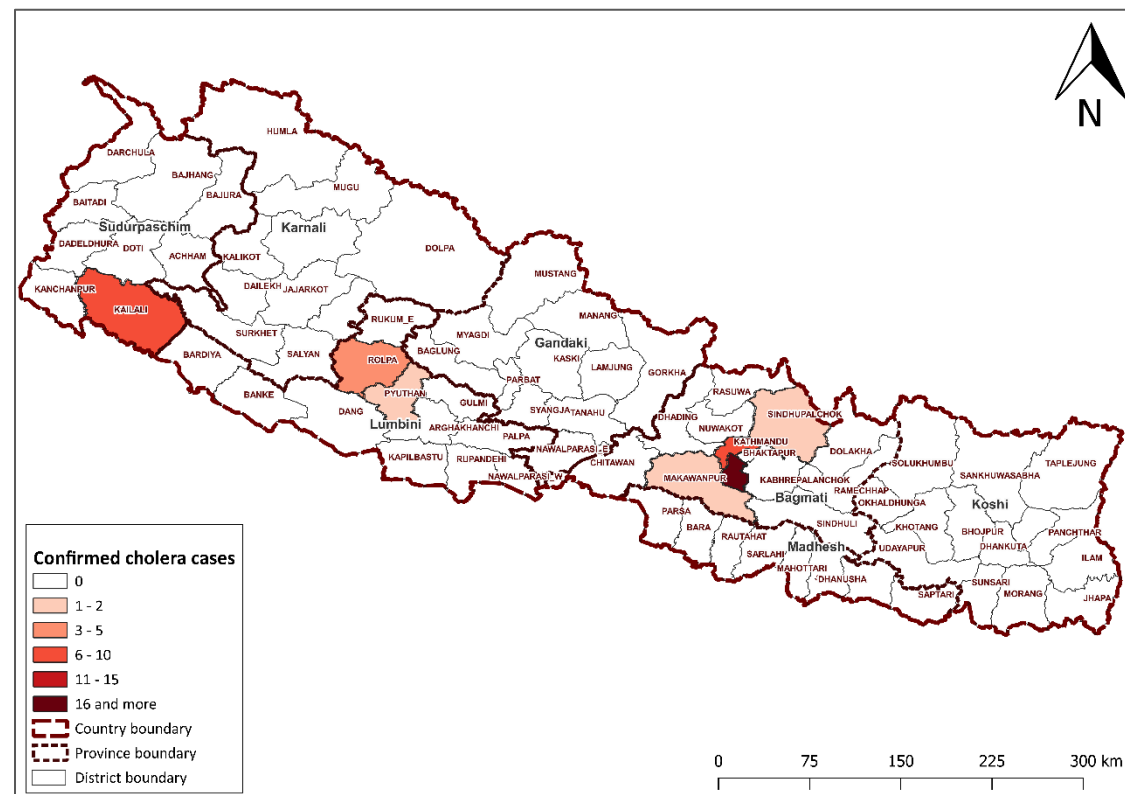 N
HUMLA
DARCHULA
BAJHANG
MUGU
BAJURA
BAITADI
Sudurpaschim
Karnali
DADELDHURA
DOTI
DOLPA
ACHHAM
KALIKOT
MUSTANG
KANCHANPUR
DAILEKH
JAJARKOT
KAILALI
RUKUM_E
MANANG
SURKHET
MYAGDI
Gandaki
BARDIYA
SALYAN
ROLPA
BAGLUNG
KASKI
LAMJUNG
GORKHA
PARBAT
BANKE
PYUTHAN
GULMI
RASUWA
DANG
SYANGJA
TANAHU
DHADING
SINDHUPALCHOK
Lumbini
ARGHAKHANCHI
NUWAKOT
PALPA
KATHMANDU
NAWALPARASI_E
BHAKTAPUR
DOLAKHA
KAPILBASTU
RUPANDEHI
CHITAWAN
SOLUKHUMBU
TAPLEJUNG
NAWALPARASI_W
MAKAWANPUR
KABHREPALANCHOK
SANKHUWASABHA
RAMECHHAP
Bagmati
OKHALDHUNGA
Koshi
PARSA
BARA
SINDHULI
KHOTANG
BHOJPUR
PANCHTHAR
RAUTAHAT
Madhesh
UDAYAPUR
DHANKUTA
SARLAHI
ILAM
MAHOTTARI
DHANUSHA
SUNSARI
SAPTARI
MORANG
JHAPA
Confirmed cholera cases
0
1 - 2
3 - 5
6 - 10
11 - 15
16 and more
Country boundary
Province boundary
District boundary
0 75 150 225 300 km